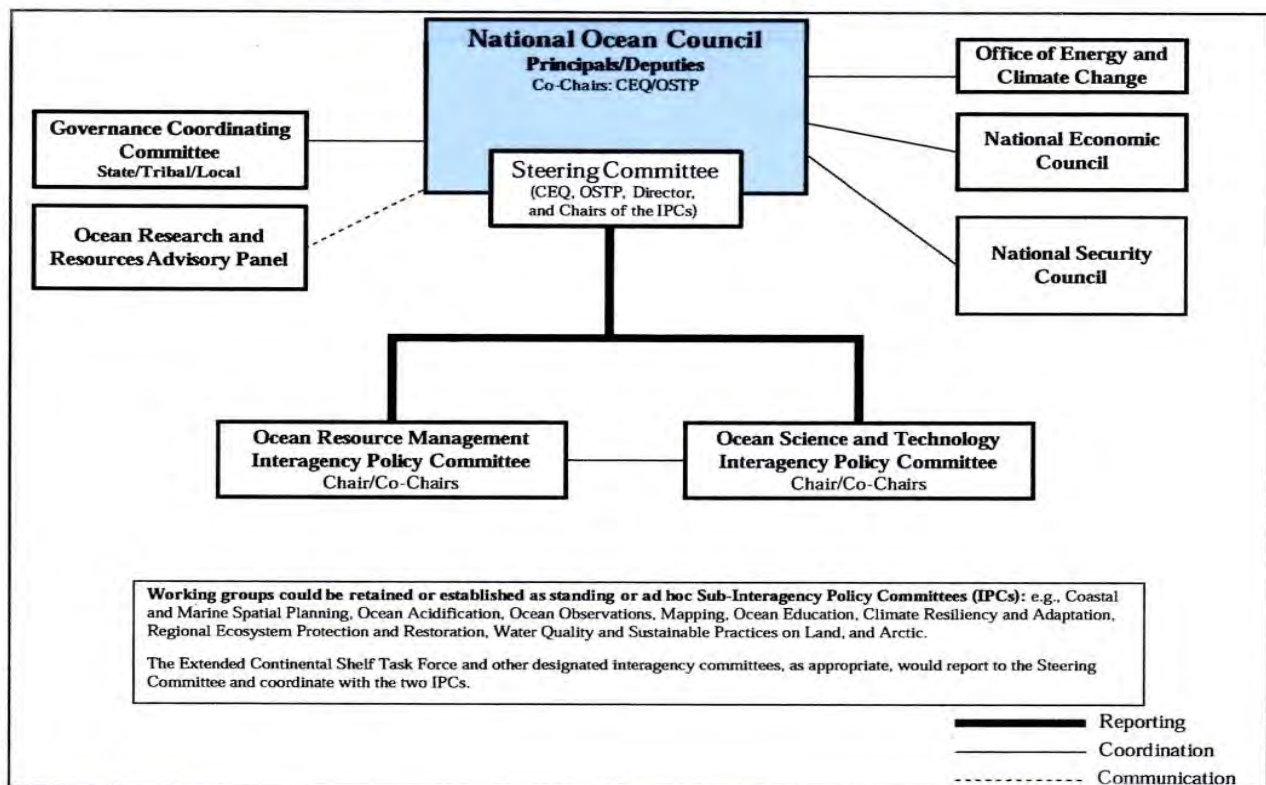 National Ocean Council
Principals/Deputies
Co-Chairs: CEQ/OSTP
Steering Committee
(CEQ, OSTP, Director,
and Chairs of the IPCs)
Governance Coordinating
Committee
State/Tribal/Local
Ocean Research and
Resources Advisory Panel
Office of Energy and
Climate Change
National Economic
Council
National Security
Council
Ocean Resource Management
Interagency Policy Committee
Chair/Co-Chairs
Ocean Science and Technology
Interagency Policy Committee
Chair/Co-Chairs
Working groups could be retained or established as standing or ad hoc Sub-Interagency Policy Committees (IPCs): e.g., Coastal
and Marine Spatial Planning, Ocean Acidification, Ocean Observations, Mapping, Ocean Education, Climate Resiliency and Adaptation,
Regional Ecosystem Protection and Restoration, Water Quality and Sustainable Practices on Land, and Arctic.
The Extended Continental Shelf Task Force and other designated interagency committees, as appropriate, would report to the Steering
Committee and coordinate with the two IPCs.
Reporting
Coordination
Communication